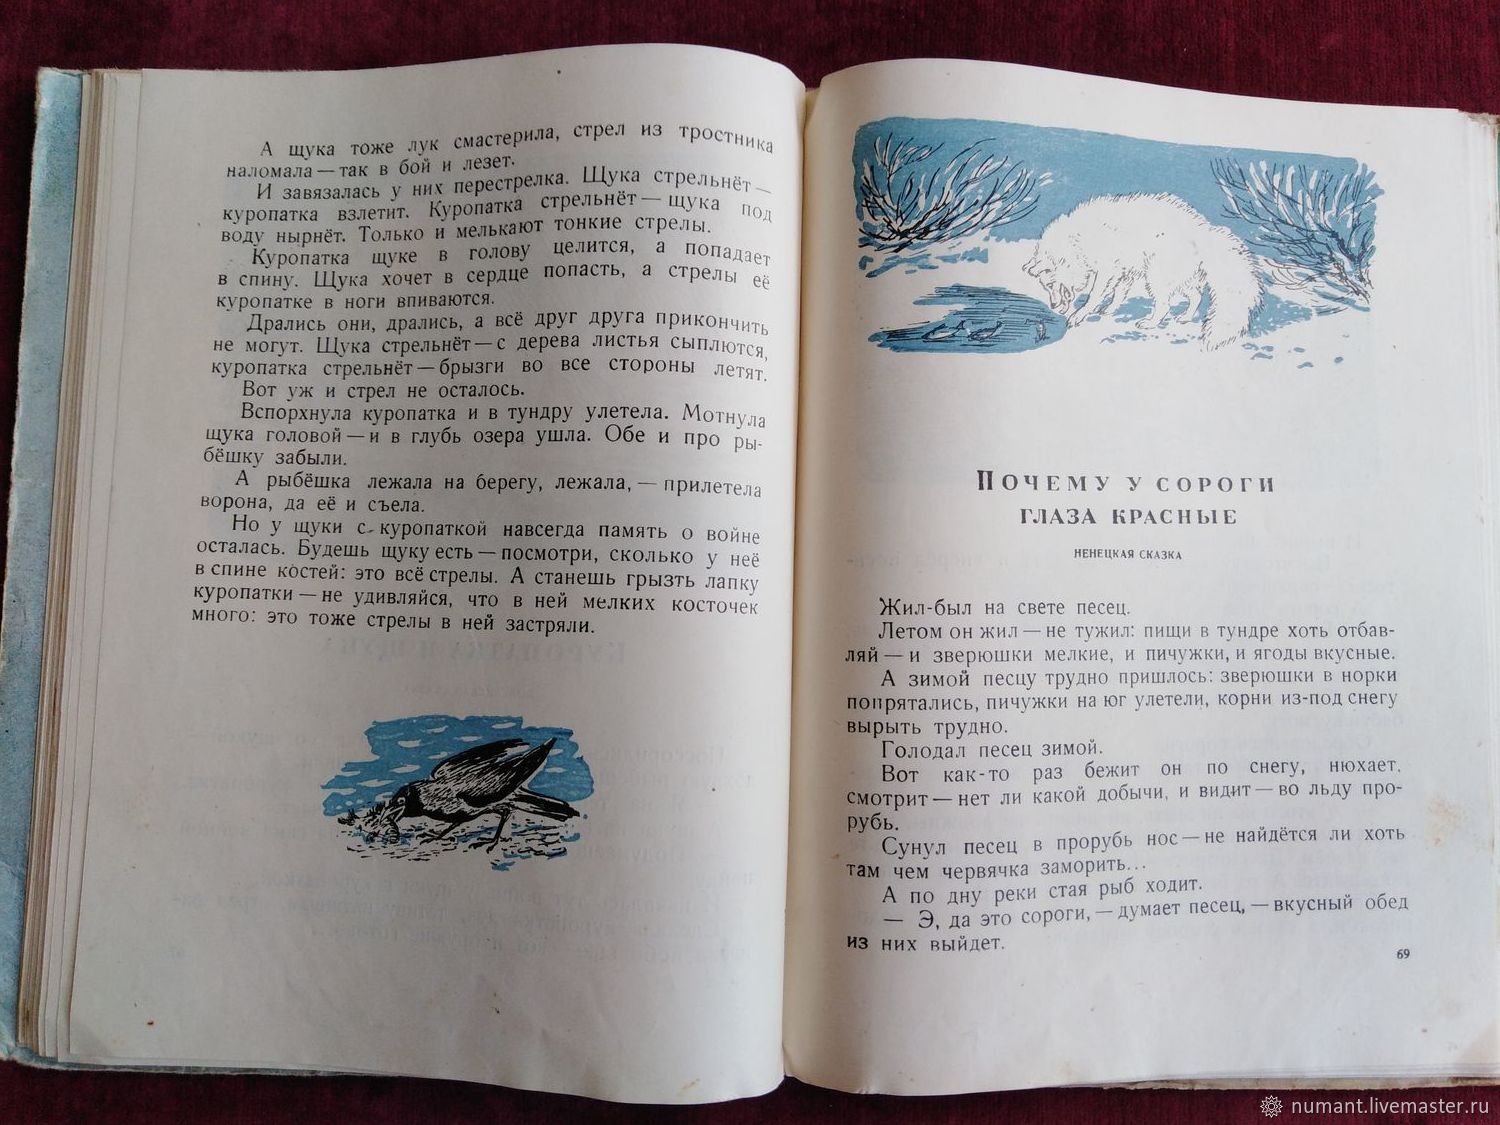 А щука тоже лук смастерила, стрел из тростника
наломала — так в бой и лезет.
И завязалась у них перестрелка. Щука стрельнёт —
куропатка взлетит. Куропатка стрельнёт — щука под
воду нырнёт. Только и мелькают тонкие стрелы.
Куропатка щуке в голову целится, а попадает
в спину. Щука хочет в сердце попасть, а стрелы её
куропатке в ноги впиваются.
Дрались они, дрались, а всё друг друга прикончить
не могут. Щука стрельнёт — с дерева листья сыплются,
куропатка стрельнёт — брызги во все стороны летят.
Вот уж и стрел не осталось.
Вспорхнула куропатка и в тундру улетела. Мотнула
щука головой — и в глубь озера ушла. Обе и про ры-
бёшку забыли.
А рыбёшка лежала на берегу, лежала, — прилетела
ворона, да её и съела.
Но у щуки с куропаткой навсегда память о войне
осталась. Будешь щуку есть — посмотри, сколько у неё
в спине костей: это всё стрелы. А станешь грызть лапку
куропатки — не удивляйся, что в ней мелких косточек
много: это тоже стрелы в ней застряли.
ПОЧЕМУ У СОРОГИ
ГЛАЗА КРАСНЫЕ
НЕНЕЦКАЯ СКАЗКА
Жил-был на свете песец.
Летом он жил — не тужил: пищи в тундре хоть отбав-
ляй — и зверюшки мелкие, и пичужки, и ягоды вкусные.
А зимой песцу трудно пришлось: зверюшки в норки
попрятались, пичужки на юг улетели, корни из-под снегу
вырыть трудно.
Голодал песец зимой.
Вот как-то раз бежит он по снегу, нюхает,
смотрит — нет ли какой добычи, и видит — во льду про-
рубь.
Сунул песец в прорубь нос — не найдётся ли хоть
там чем червячка заморить...
А по дну реки стая рыб ходит.
— Э, да это сороги, — думает песец, — вкусный обед
из них выйдет.
69
numant.livemaster.ru